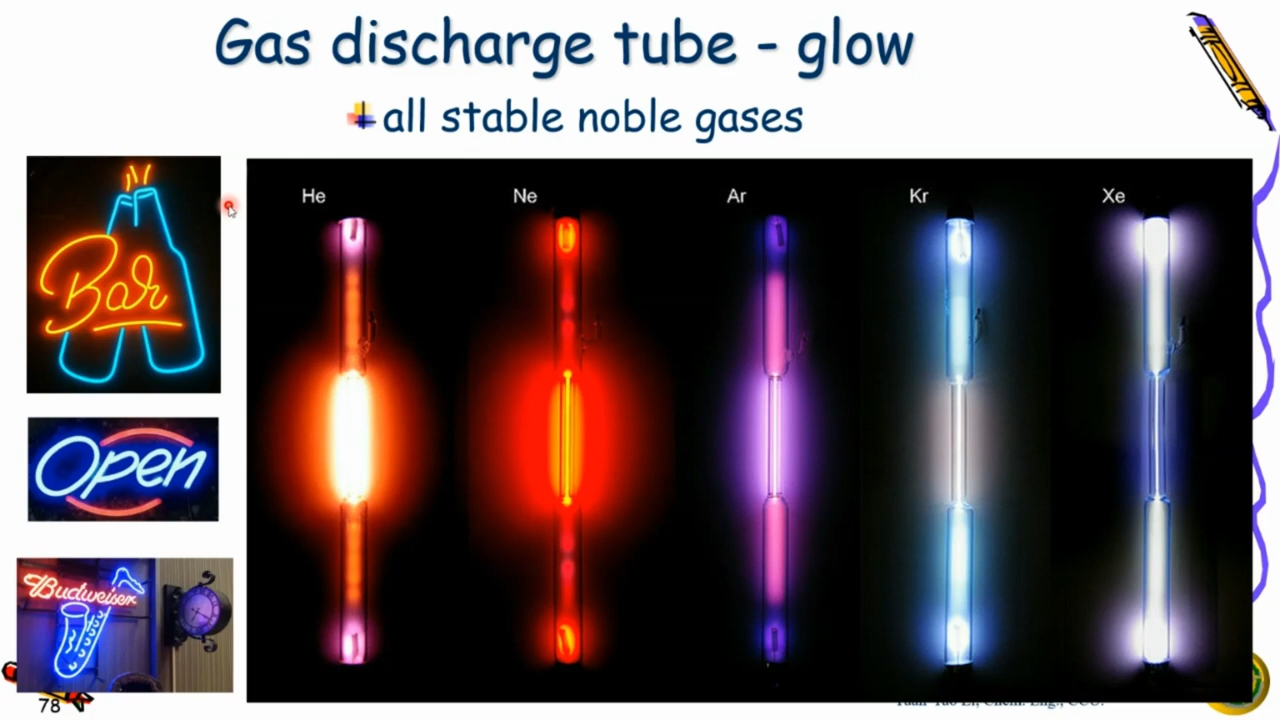 Gas discharge tube - glow
all stable noble gases
He Ne Ar Kr Xe
Bar
Open
Budweiser
78